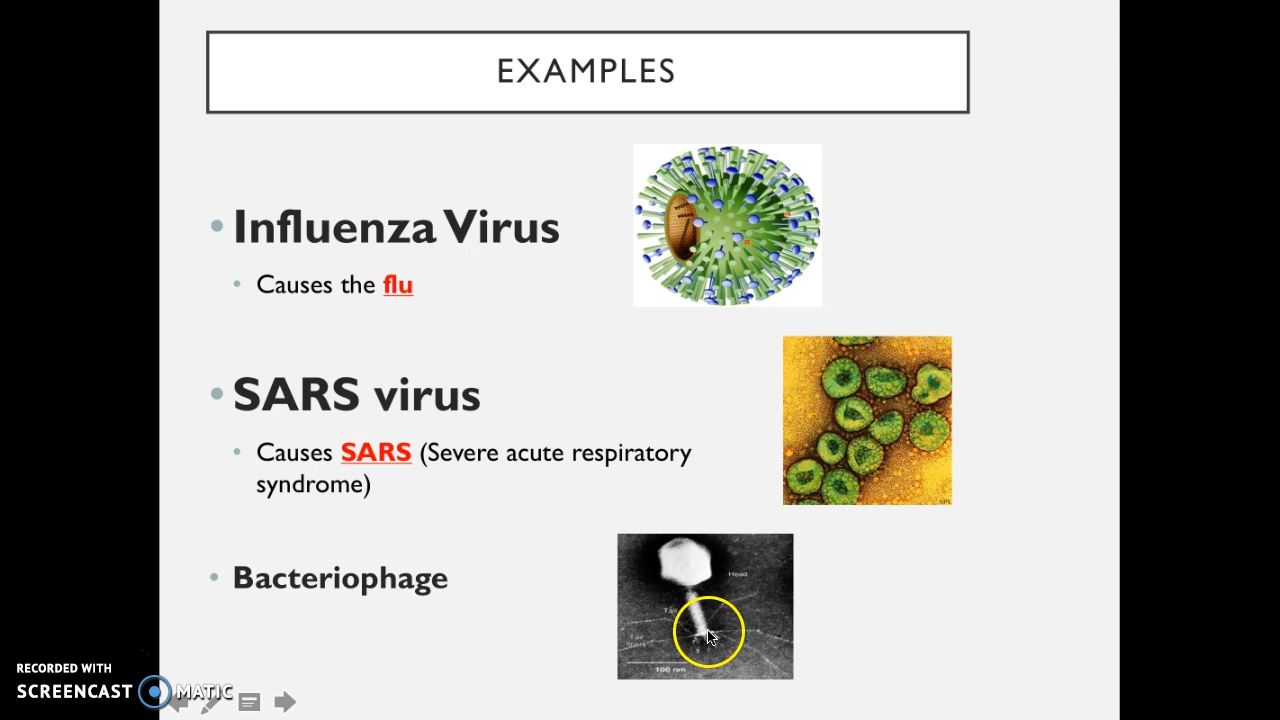 EXAMPLES
• Influenza Virus
• Causes the flu
• SARS virus
• Causes SARS (Severe acute respiratory
syndrome)
• Bacteriophage
Head
Tail
100 nm
RECORDED WITH
SCREENCAST MATIC